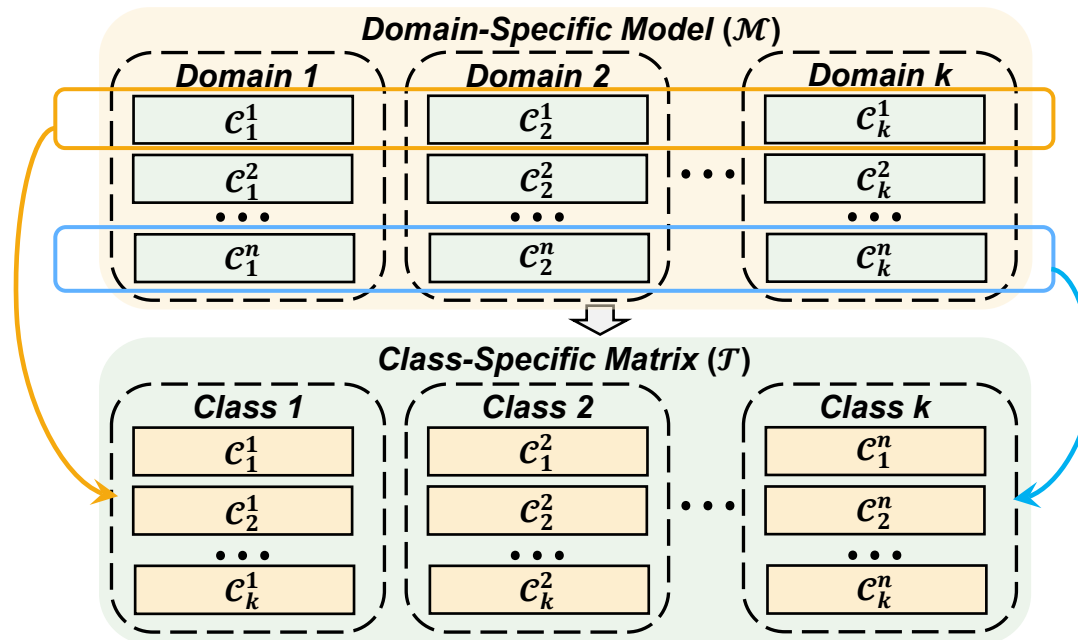 Domain-Specific Model (ℳ)
Domain 1 Domain 2 Domain k
𝒞₁¹ 𝒞₂¹ 𝒞ₖ¹
𝒞₁² 𝒞₂² • • • 𝒞ₖ²
• • • • • • • • •
𝒞₁ⁿ 𝒞₂ⁿ 𝒞ₖⁿ
Class-Specific Matrix (𝒯)
Class 1 Class 2 Class k
𝒞₁¹ 𝒞₁² 𝒞₁ⁿ
𝒞₂¹ 𝒞₂² • • • 𝒞₂ⁿ
• • • • • • • • •
𝒞ₖ¹ 𝒞ₖ² 𝒞ₖⁿ